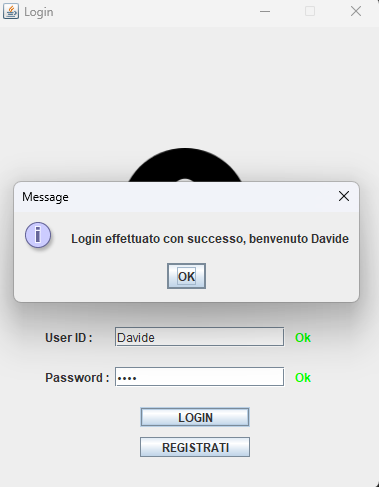 Login
Message
Login effettuato con successo, benvenuto Davide
OK
User ID : Davide Ok
Password : •••• Ok
LOGIN
REGISTRATI